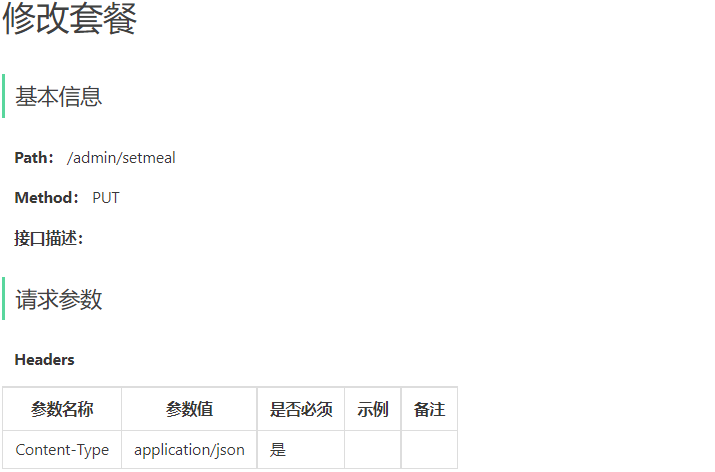 修改套餐
基本信息
Path： /admin/setmeal
Method： PUT
接口描述：
请求参数
Headers
参数名称 参数值 是否必须 示例 备注
Content-Type application/json 是